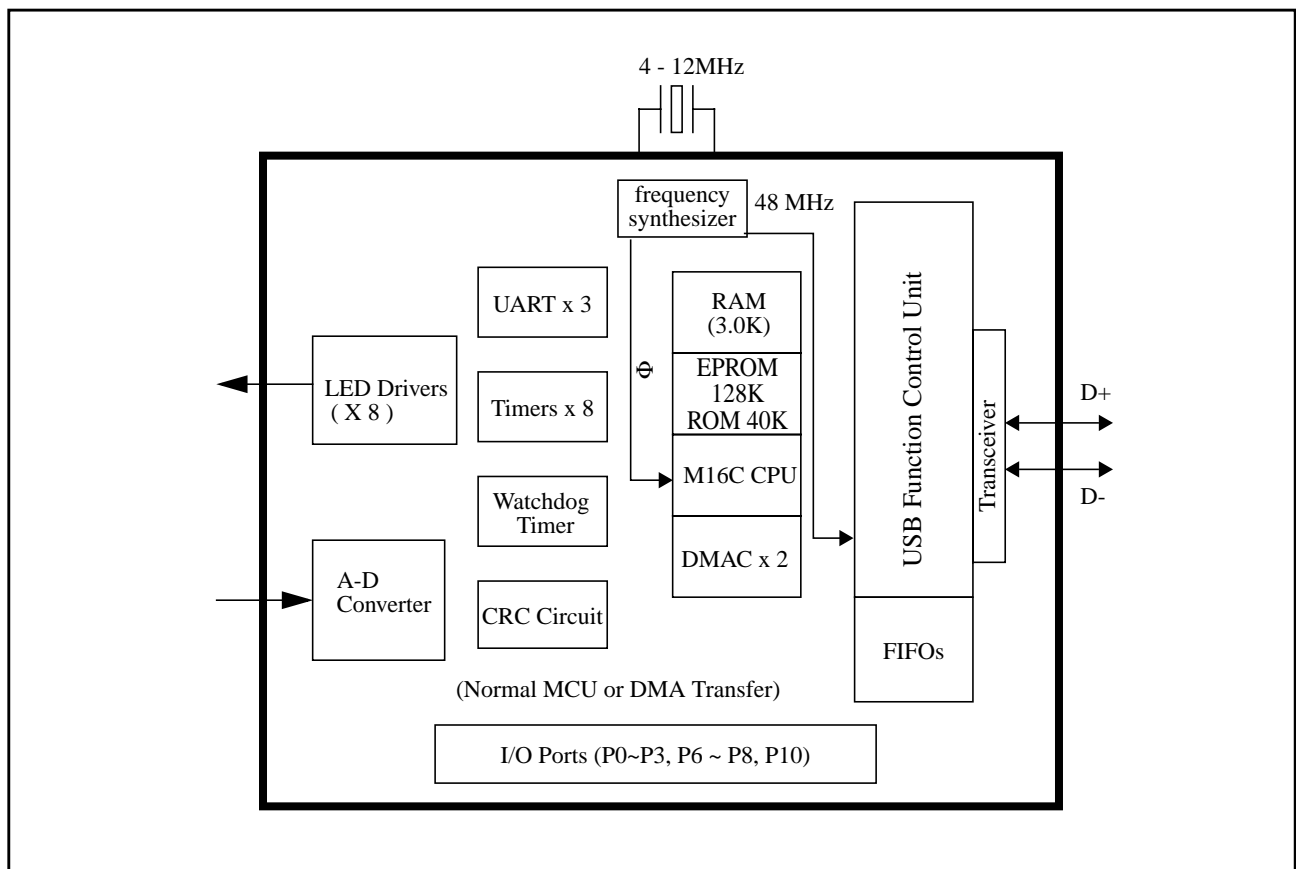 4 - 12MHz
frequency
synthesizer
48 MHz
UART x 3
RAM
(3.0K)
LED Drivers
( X 8 )
Timers x 8
Φ
EPROM
128K
ROM 40K
USB Function Control Unit
Transceiver
D+
D-
Watchdog
Timer
M16C CPU
A-D
Converter
CRC Circuit
DMAC x 2
FIFOs
(Normal MCU or DMA Transfer)
I/O Ports (P0~P3, P6 ~ P8, P10)